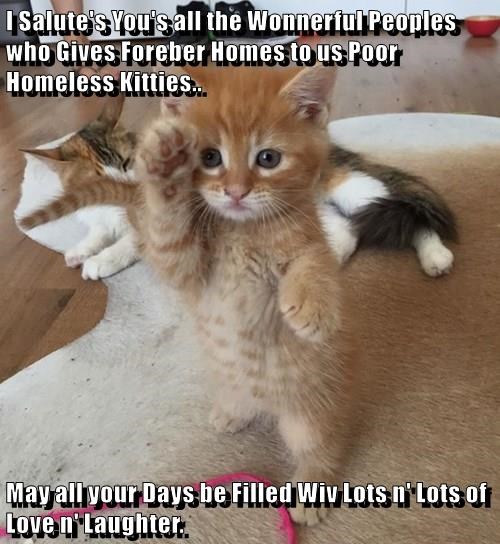 I Salute's You's all the Wonnerful Peoples
who Gives Foreber Homes to us Poor
Homeless Kitties..
May all your Days be Filled Wiv Lots n' Lots of
Love n' Laughter.